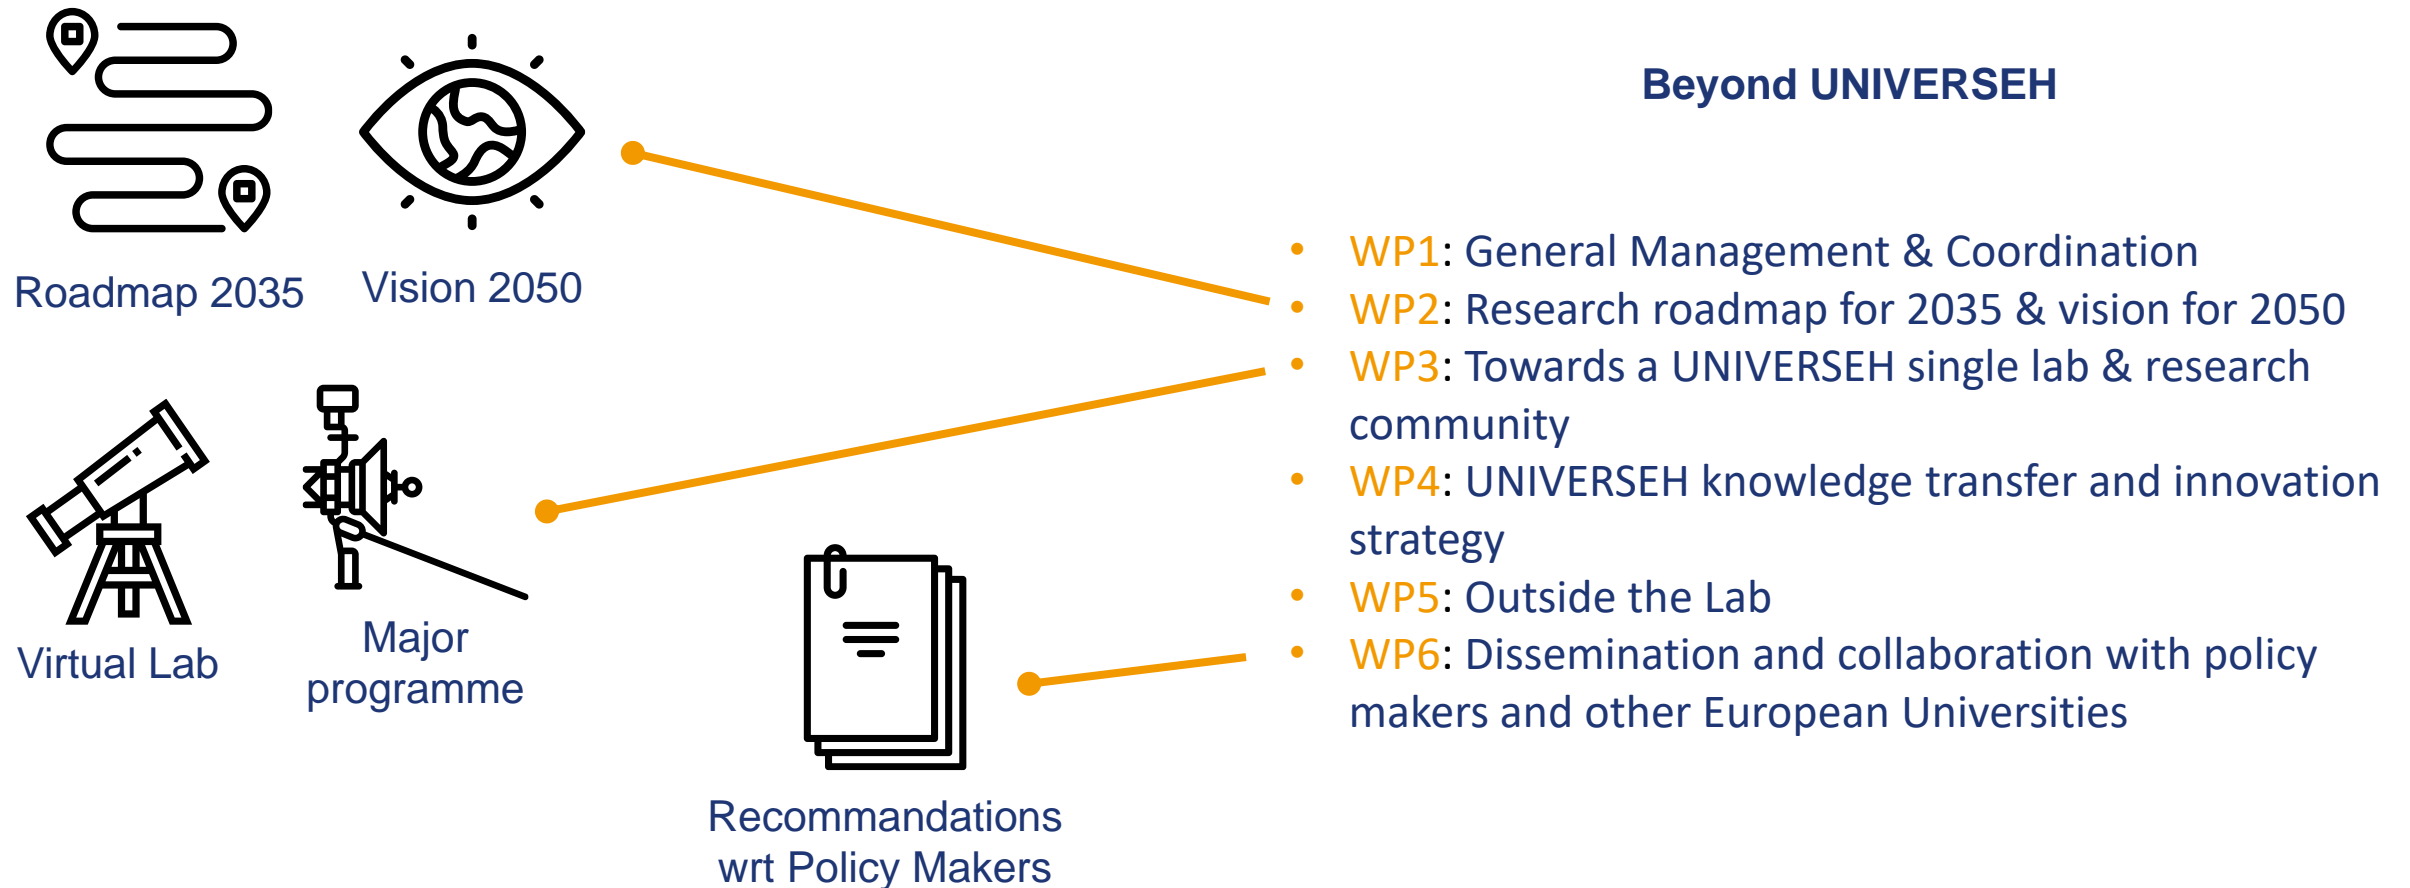 Roadmap 2035
Vision 2050
Virtual Lab
Major
programme
Recommandations
wrt Policy Makers
Beyond UNIVERSEH
• WP1: General Management & Coordination
• WP2: Research roadmap for 2035 & vision for 2050
• WP3: Towards a UNIVERSEH single lab & research
community
• WP4: UNIVERSEH knowledge transfer and innovation
strategy
• WP5: Outside the Lab
• WP6: Dissemination and collaboration with policy
makers and other European Universities